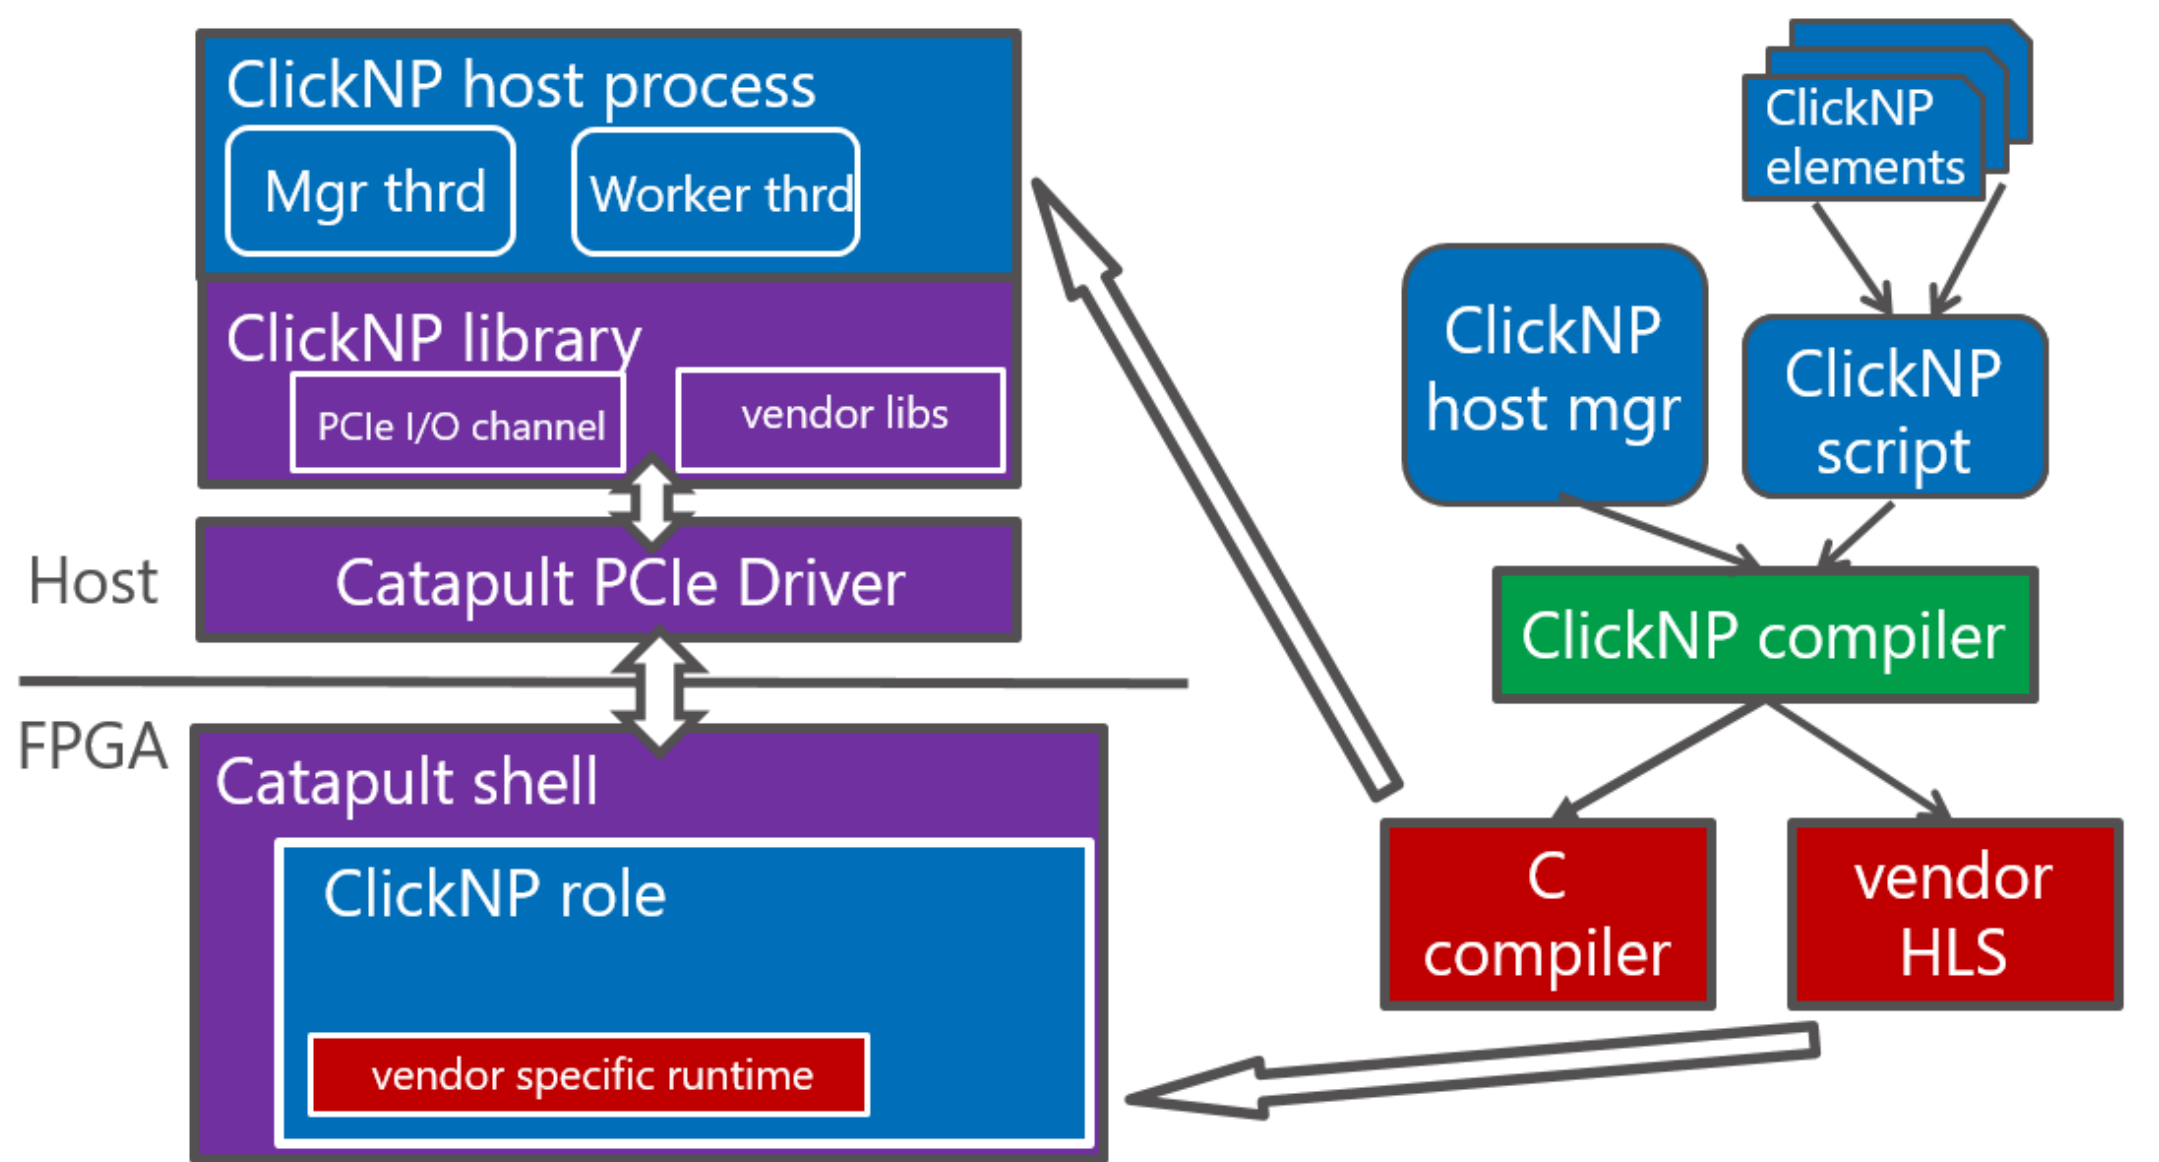 ClickNP host process
Mgr thrd
Worker thrd
ClickNP library
PCIe I/O channel
vendor libs
Host
Catapult PCIe Driver
FPGA
Catapult shell
ClickNP role
vendor specific runtime
ClickNP
elements
ClickNP
host mgr
ClickNP
script
ClickNP compiler
C
compiler
vendor
HLS